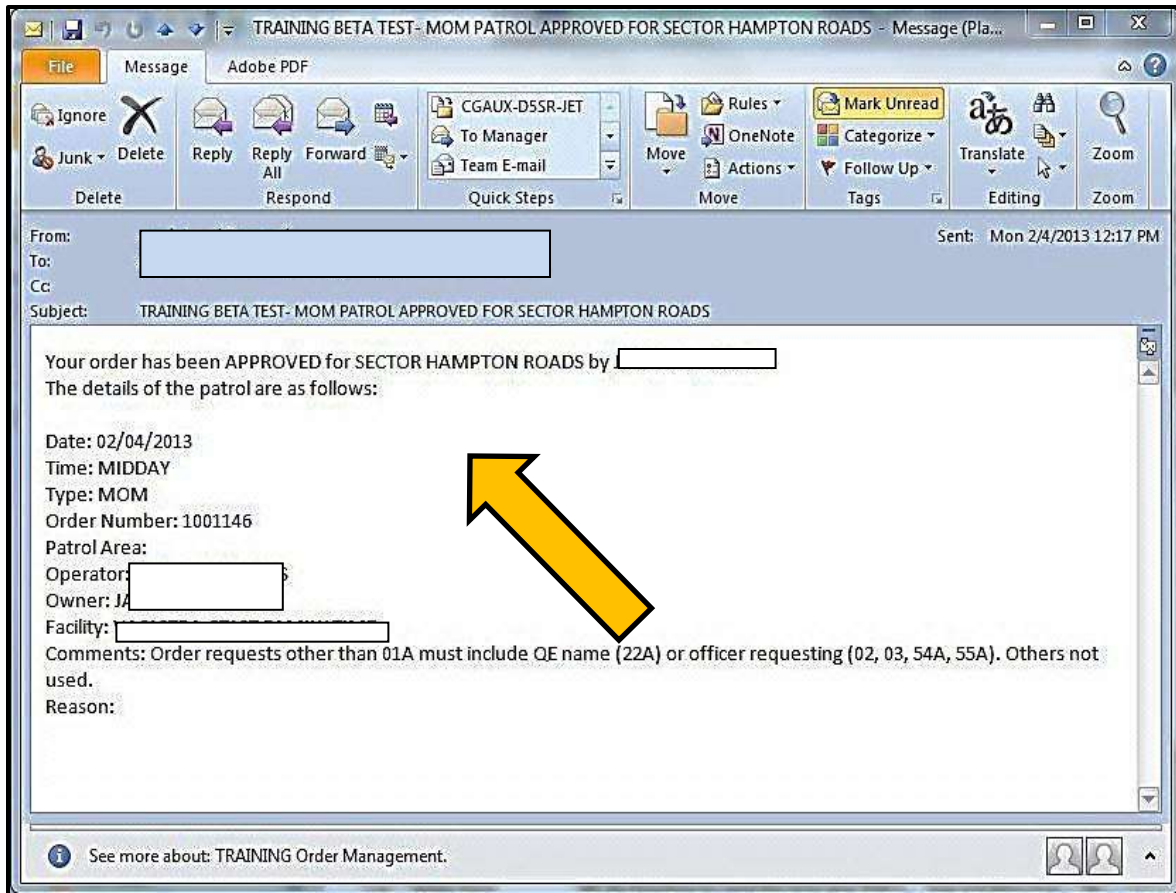 TRAINING BETA TEST- MOM PATROL APPROVED FOR SECTOR HAMPTON ROADS - Message (Pla...
File Message Adobe PDF
Ignore
Junk
Delete
Reply
Reply All
Forward
CGAUX-D5SR-JET
To Manager
Team E-mail
Move
Rules
OneNote
Actions
Mark Unread
Categorize
Follow Up
Translate
Zoom
Delete Respond Quick Steps Move Tags Editing Zoom
From: Sent: Mon 2/4/2013 12:17 PM
To:
Cc:
Subject: TRAINING BETA TEST- MOM PATROL APPROVED FOR SECTOR HAMPTON ROADS
Your order has been APPROVED for SECTOR HAMPTON ROADS by
The details of the patrol are as follows:
Date: 02/04/2013
Time: MIDDAY
Type: MOM
Order Number: 1001146
Patrol Area:
Operator:
Owner: JA
Facility:
Comments: Order requests other than 01A must include QE name (22A) or officer requesting (02, 03, 54A, 55A). Others not
used.
Reason:
See more about: TRAINING Order Management.